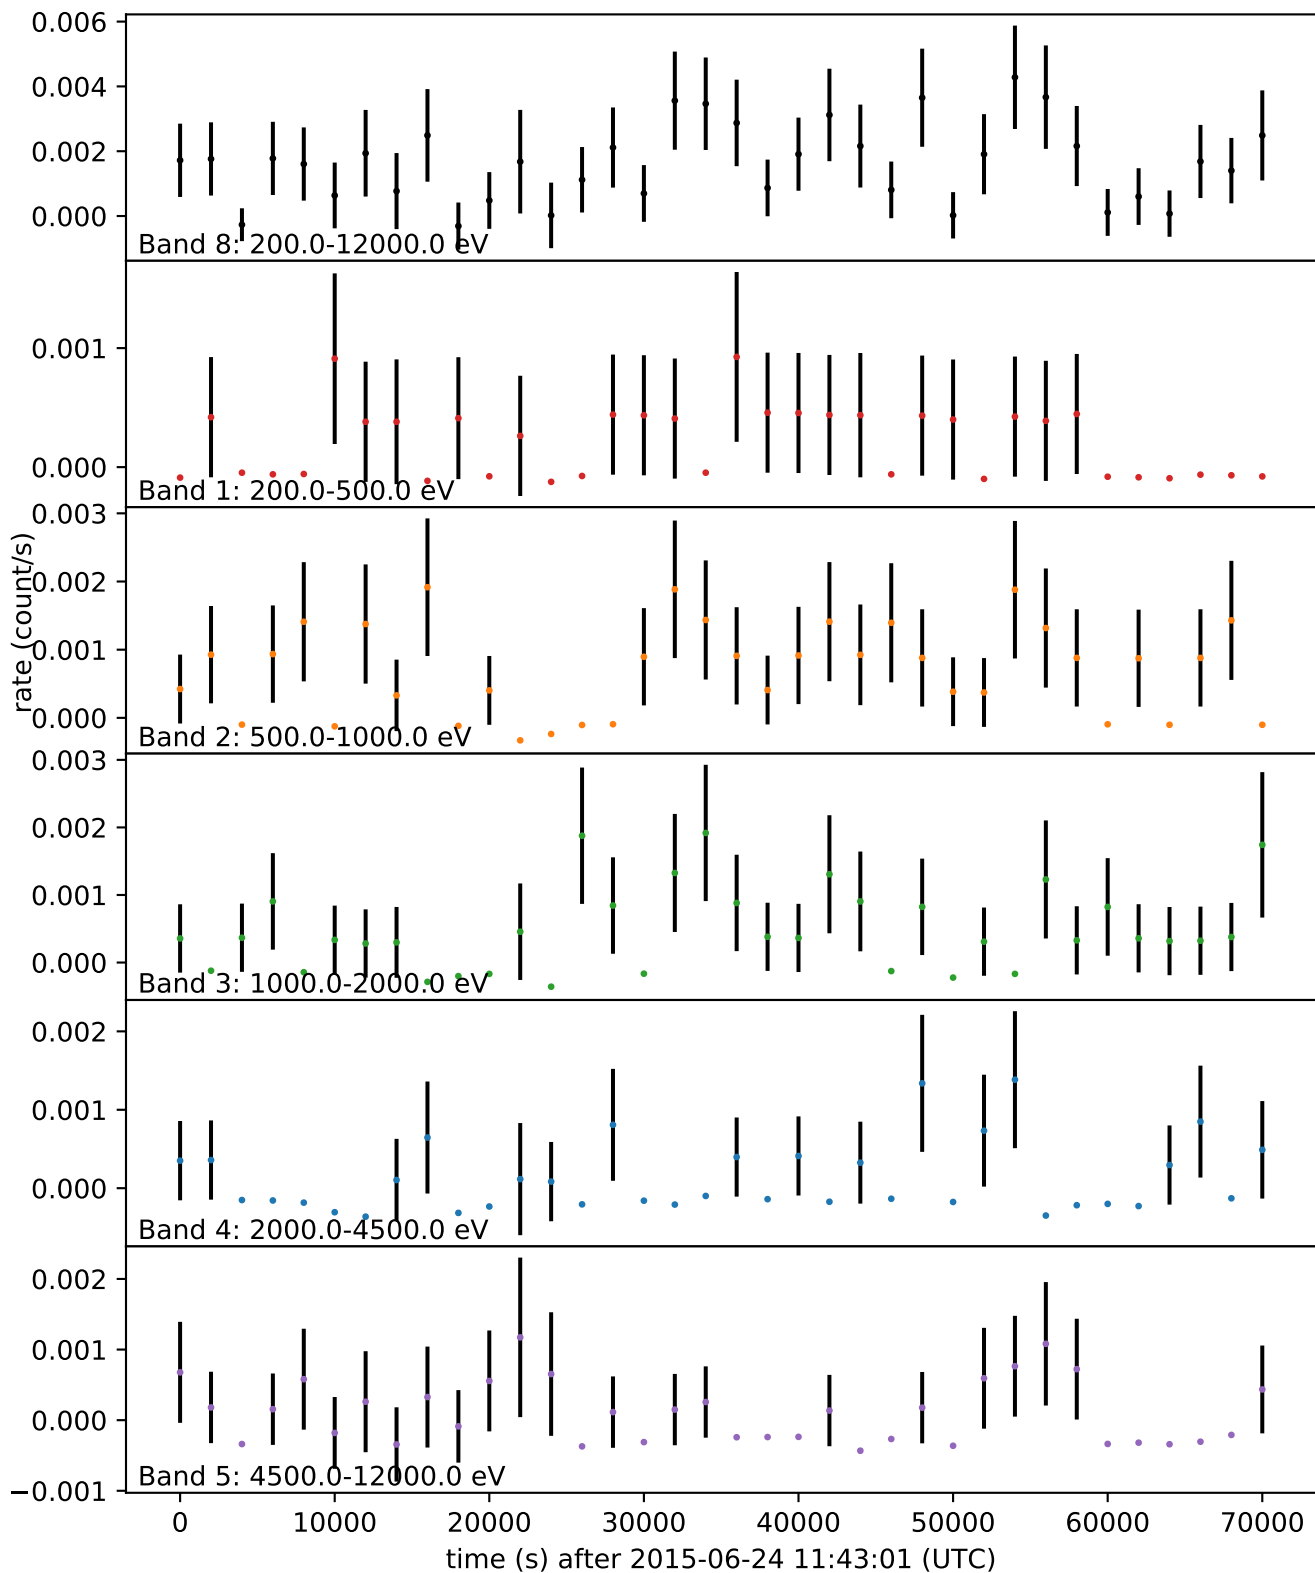 0.006
0.004
0.002
0.000
Band 8: 200.0-12000.0 eV
0.001
0.000
Band 1: 200.0-500.0 eV
rate (count/s)
0.003
0.002
0.001
0.000
Band 2: 500.0-1000.0 eV
0.003
0.002
0.001
0.000
Band 3: 1000.0-2000.0 eV
0.002
0.001
0.000
Band 4: 2000.0-4500.0 eV
0.002
0.001
0.000
−0.001
Band 5: 4500.0-12000.0 eV
0 10000 20000 30000 40000 50000 60000 70000
time (s) after 2015-06-24 11:43:01 (UTC)